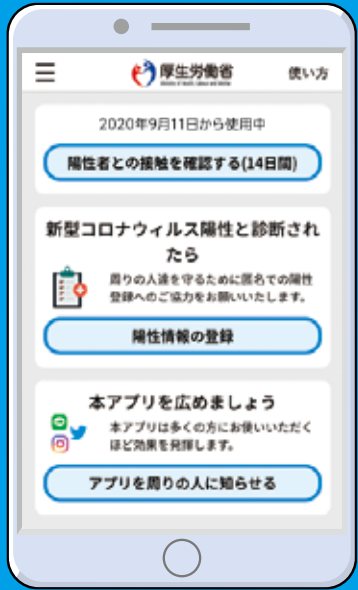 厚生労働省
使い方
2020年9月11日から使用中
陽性者との接触を確認する(14日間)
新型コロナウィルス陽性と診断され
たら
周りの人達を守るために匿名での陽性
登録へのご協力をお願いいたします。
陽性情報の登録
本アプリを広めましょう
本アプリは多くの方にお使いいただく
ほど効果を発揮します。
アプリを周りの人に知らせる